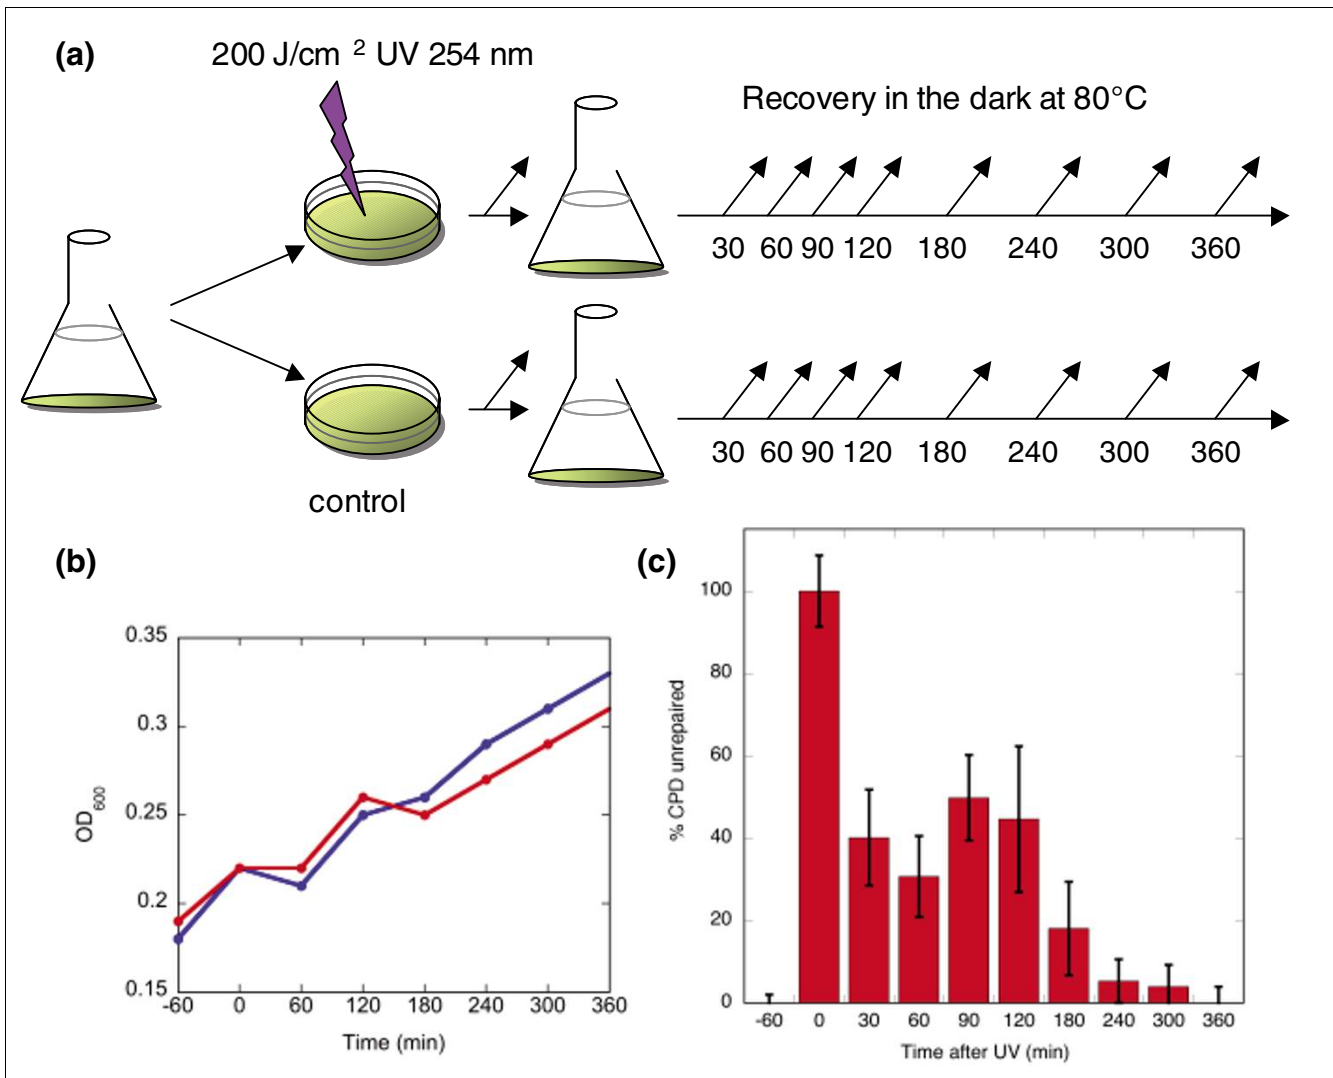 (a)
200 J/cm 2 UV 254 nm
Recovery in the dark at 80°C
30 60 90 120 180 240 300 360
30 60 90 120 180 240 300 360
control
(b)
0.35
0.3
0.25
0.2
0.15
OD600
-60 0 60 120 180 240 300 360
Time (min)
(c)
100
80
60
40
20
0
% CPD unrepaired
-60 0 30 60 90 120 180 240 300 360
Time after UV (min)